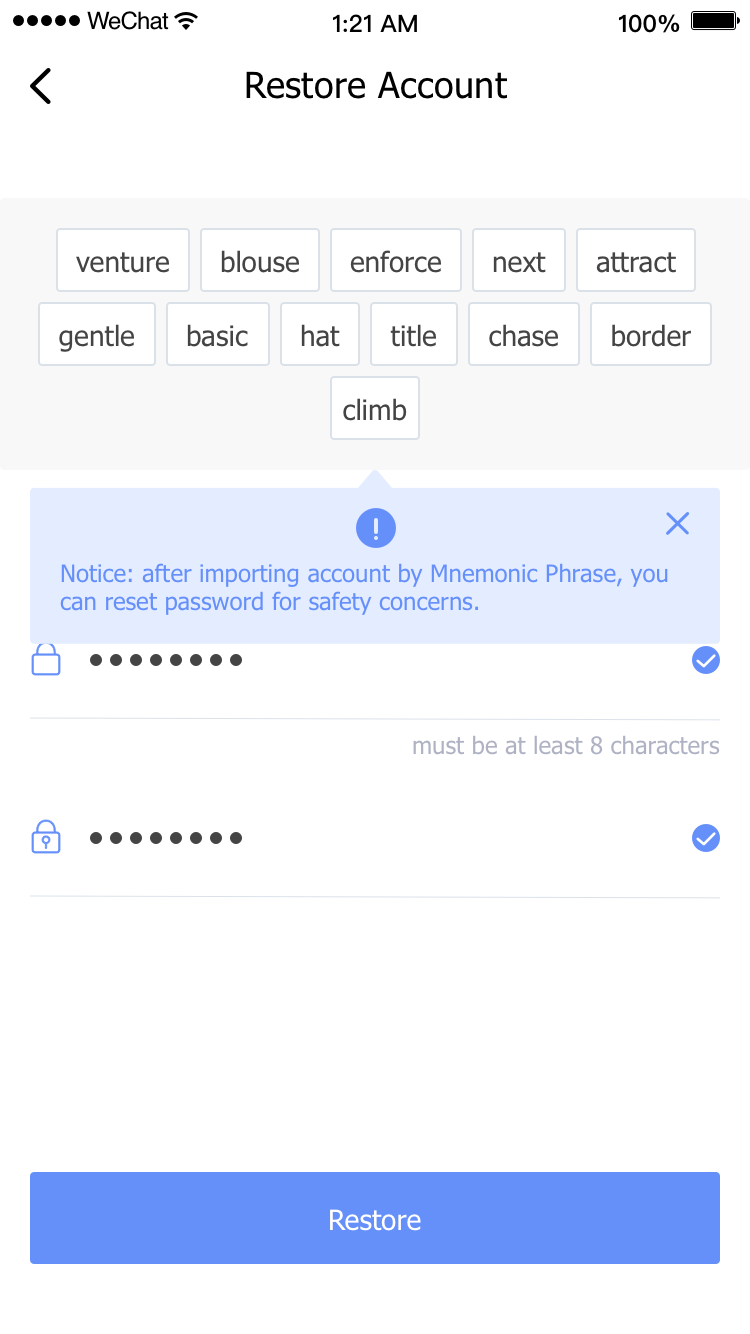 WeChat 1:21 AM 100%
Restore Account
venture blouse enforce next attract
gentle basic hat title chase border
climb
Notice: after importing account by Mnemonic Phrase, you
can reset password for safety concerns.
must be at least 8 characters
Restore